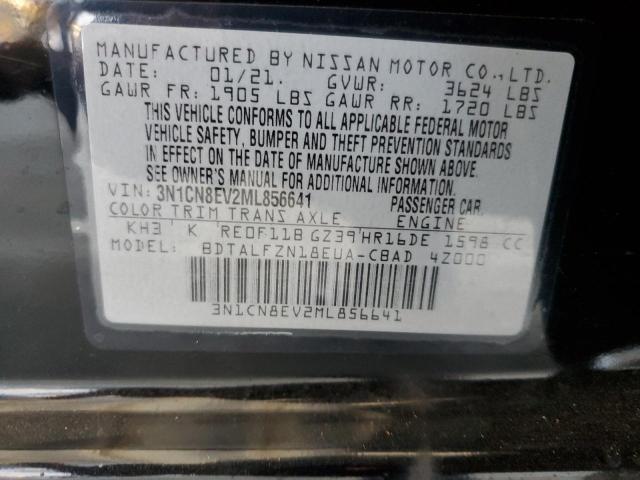 MANUFACTURED BY NISSAN MOTOR CO.,LTD.
DATE: 01/21. GVWR: 3624 LBS
GAWR FR: 1905 LBS GAWR RR: 1720 LBS
THIS VEHICLE CONFORMS TO ALL APPLICABLE FEDERAL MOTOR
VEHICLE SAFETY, BUMPER AND THEFT PREVENTION STANDARDS
IN EFFECT ON THE DATE OF MANUFACTURE SHOWN ABOVE.
SEE OWNER'S MANUAL FOR ADDITIONAL INFORMATION
VIN: 3N1CN8EV2ML856641 PASSENGER CAR.
COLOR TRIM TRANS AXLE ENGINE
KH3 K RE0F11B GZ39 HR16DE 1598 CC
MODEL: BDTALFZN18EUA-CBAD 4Z000
3N1CN8EV2ML856641